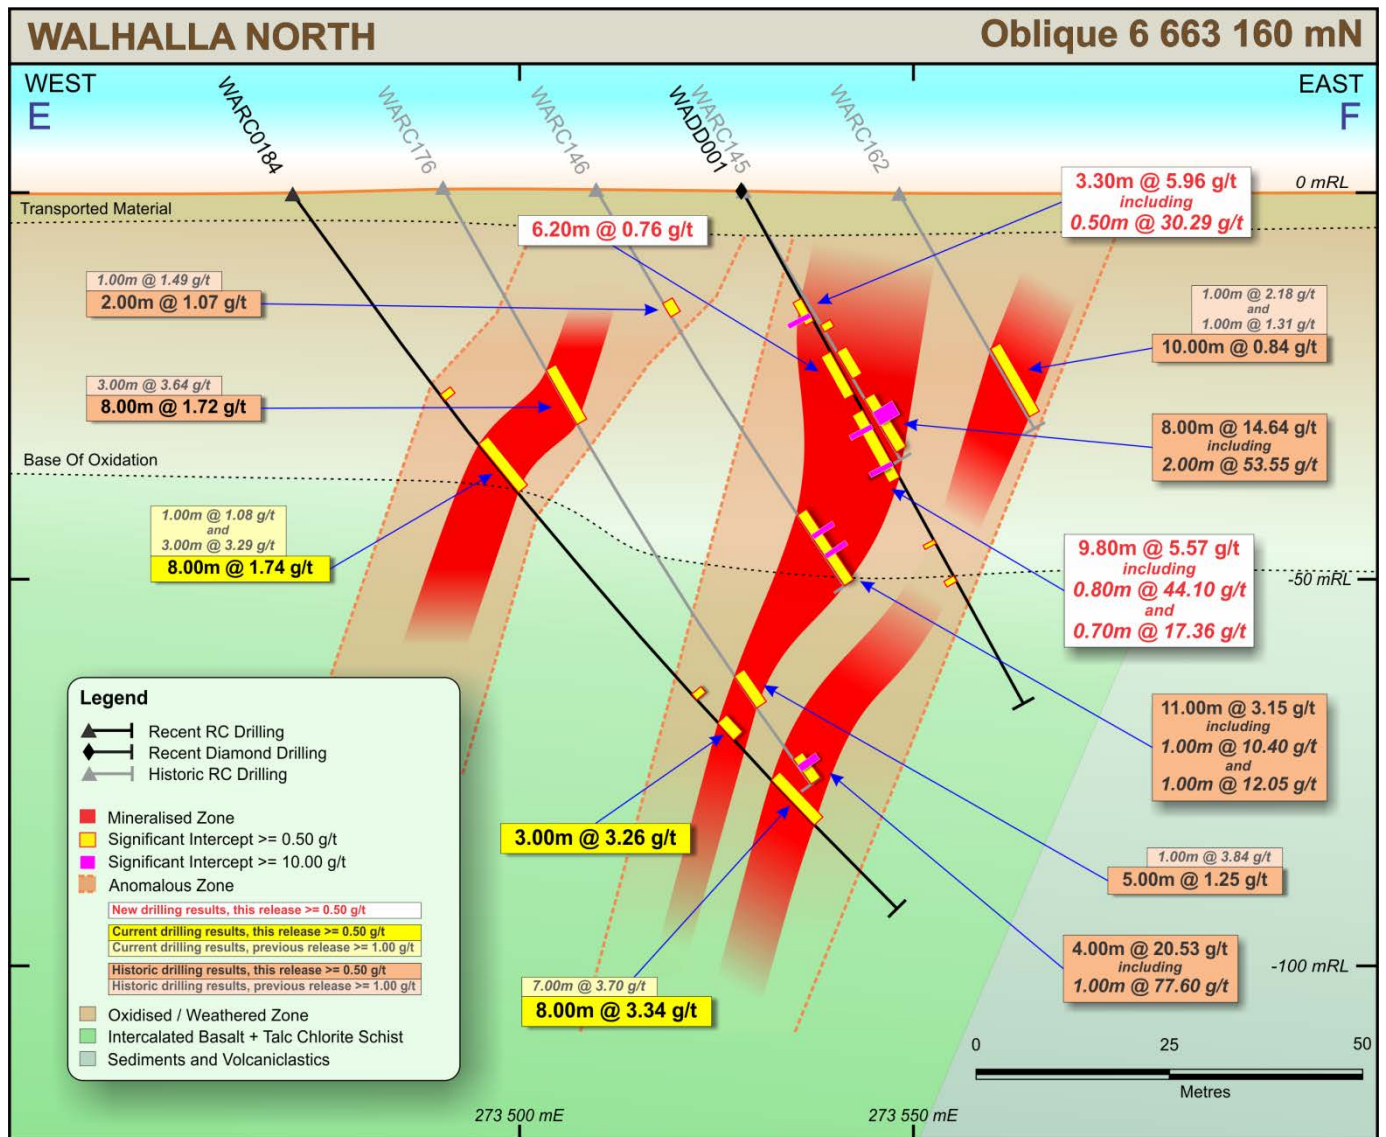 WALHALLA NORTH
Oblique 6 663 160 mN
WEST
E
EAST
F
WARC0184
WARC176
WARC146
WADD001
WARC145
WARC162
0 mRL
Transported Material
6.20m @ 0.76 g/t
3.30m @ 5.96 g/t
including
0.50m @ 30.29 g/t
1.00m @ 1.49 g/t
2.00m @ 1.07 g/t
1.00m @ 2.18 g/t
and
1.00m @ 1.31 g/t
10.00m @ 0.84 g/t
3.00m @ 3.64 g/t
8.00m @ 1.72 g/t
8.00m @ 14.64 g/t
including
2.00m @ 53.55 g/t
Base Of Oxidation
1.00m @ 1.08 g/t
and
3.00m @ 3.29 g/t
8.00m @ 1.74 g/t
9.80m @ 5.57 g/t
including
0.80m @ 44.10 g/t
and
0.70m @ 17.36 g/t
-50 mRL
11.00m @ 3.15 g/t
including
1.00m @ 10.40 g/t
and
1.00m @ 12.05 g/t
3.00m @ 3.26 g/t
1.00m @ 3.84 g/t
5.00m @ 1.25 g/t
4.00m @ 20.53 g/t
including
1.00m @ 77.60 g/t
7.00m @ 3.70 g/t
8.00m @ 3.34 g/t
-100 mRL
Legend
Recent RC Drilling
Recent Diamond Drilling
Historic RC Drilling
Mineralised Zone
Significant Intercept >= 0.50 g/t
Significant Intercept >= 10.00 g/t
Anomalous Zone
New drilling results, this release >= 0.50 g/t
Current drilling results, this release >= 0.50 g/t
Current drilling results, previous release >= 1.00 g/t
Historic drilling results, this release >= 0.50 g/t
Historic drilling results, previous release >= 1.00 g/t
Oxidised / Weathered Zone
Intercalated Basalt + Talc Chlorite Schist
Sediments and Volcaniclastics
0 25 50
Metres
273 500 mE
273 550 mE